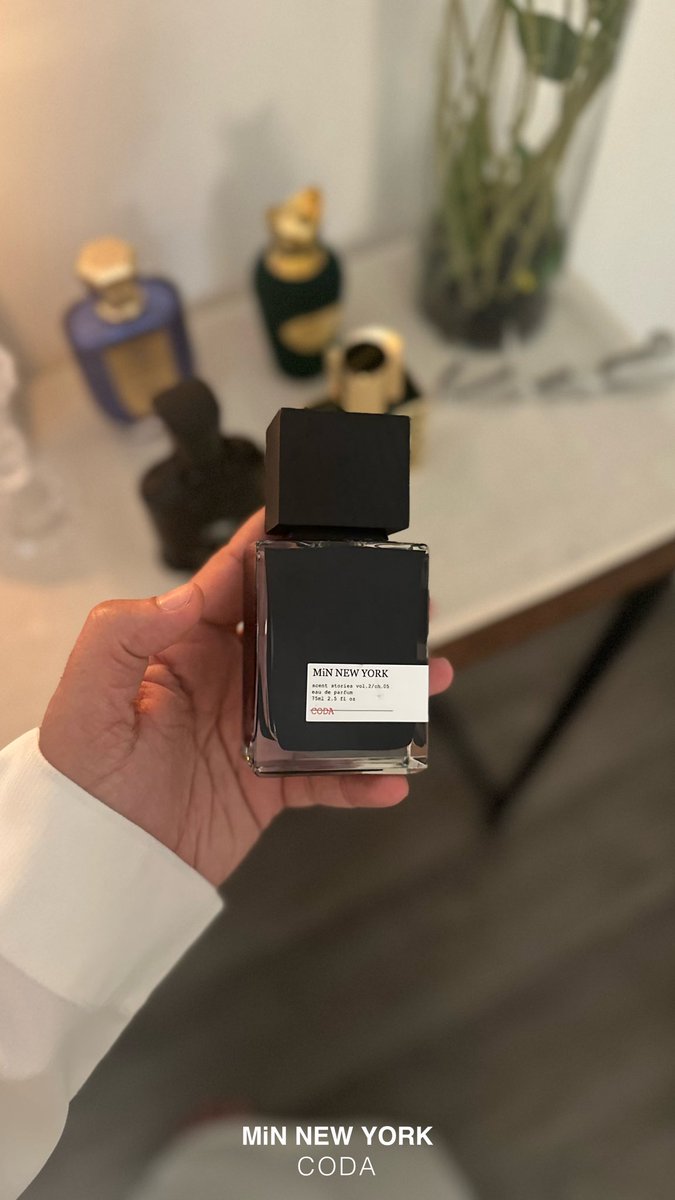 MiN NEW YORK
scent stories vol.2/ch.05
eau de parfum
75ml 2.5 fl oz
CODA
MiN NEW YORK
CODA